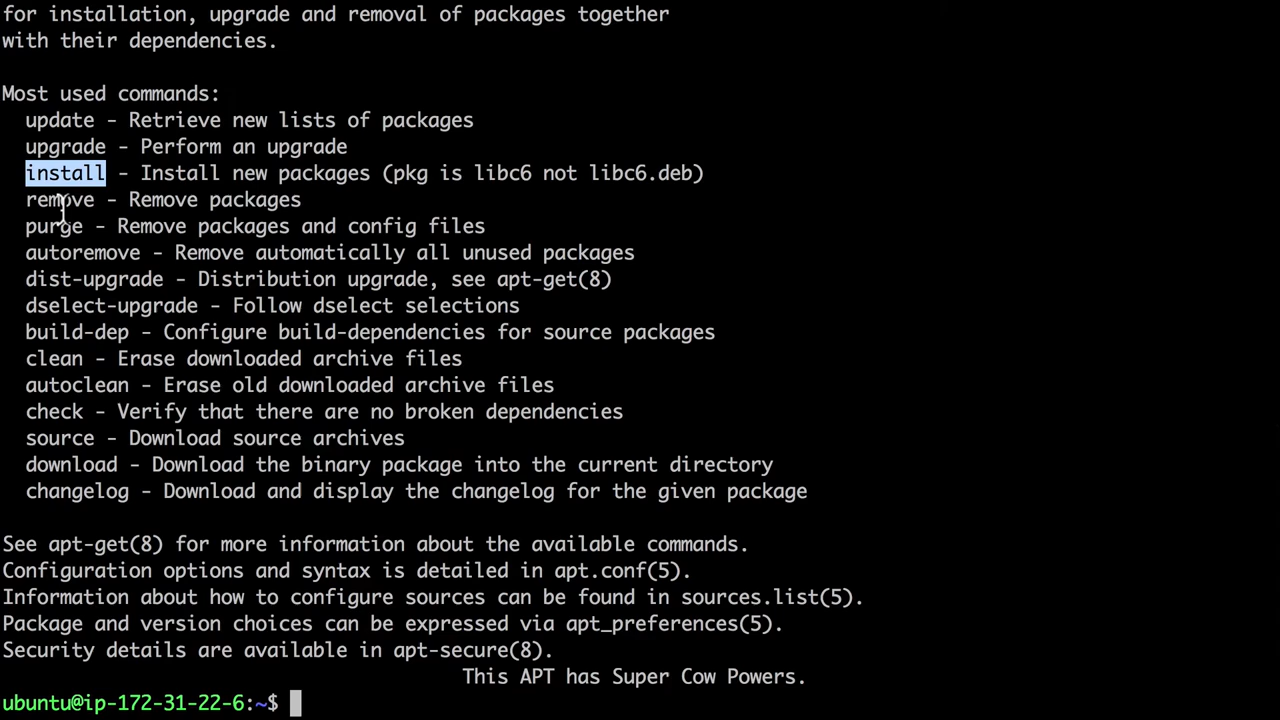 for installation, upgrade and removal of packages together
with their dependencies.
Most used commands:
update - Retrieve new lists of packages
upgrade - Perform an upgrade
install - Install new packages (pkg is libc6 not libc6.deb)
remove - Remove packages
purge - Remove packages and config files
autoremove - Remove automatically all unused packages
dist-upgrade - Distribution upgrade, see apt-get(8)
dselect-upgrade - Follow dselect selections
build-dep - Configure build-dependencies for source packages
clean - Erase downloaded archive files
autoclean - Erase old downloaded archive files
check - Verify that there are no broken dependencies
source - Download source archives
download - Download the binary package into the current directory
changelog - Download and display the changelog for the given package
See apt-get(8) for more information about the available commands.
Configuration options and syntax is detailed in apt.conf(5).
Information about how to configure sources can be found in sources.list(5).
Package and version choices can be expressed via apt_preferences(5).
Security details are available in apt-secure(8).
This APT has Super Cow Powers.
ubuntu@ip-172-31-22-6:~$